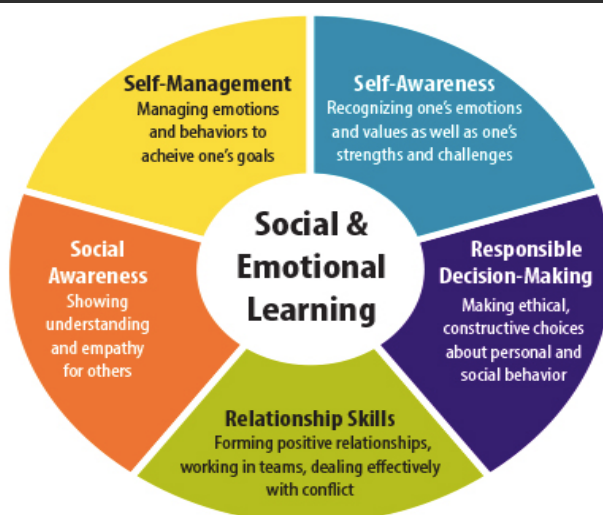 Self-Management
Managing emotions
and behaviors to
acheive one's goals
Self-Awareness
Recognizing one's emotions
and values as well as one's
strengths and challenges
Social &
Emotional
Learning
Social
Awareness
Showing
understanding
and empathy
for others
Responsible
Decision-Making
Making ethical,
constructive choices
about personal and
social behavior
Relationship Skills
Forming positive relationships,
working in teams, dealing effectively
with conflict